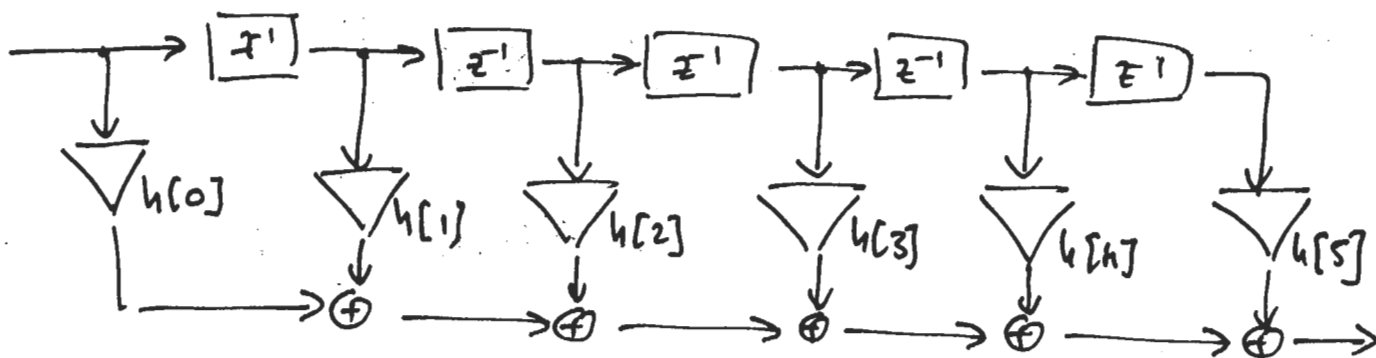 z⁻¹ z⁻¹ z⁻¹ z⁻¹ z⁻¹
h[0] h[1] h[2] h[3] h[4] h[5]
+ + + + +